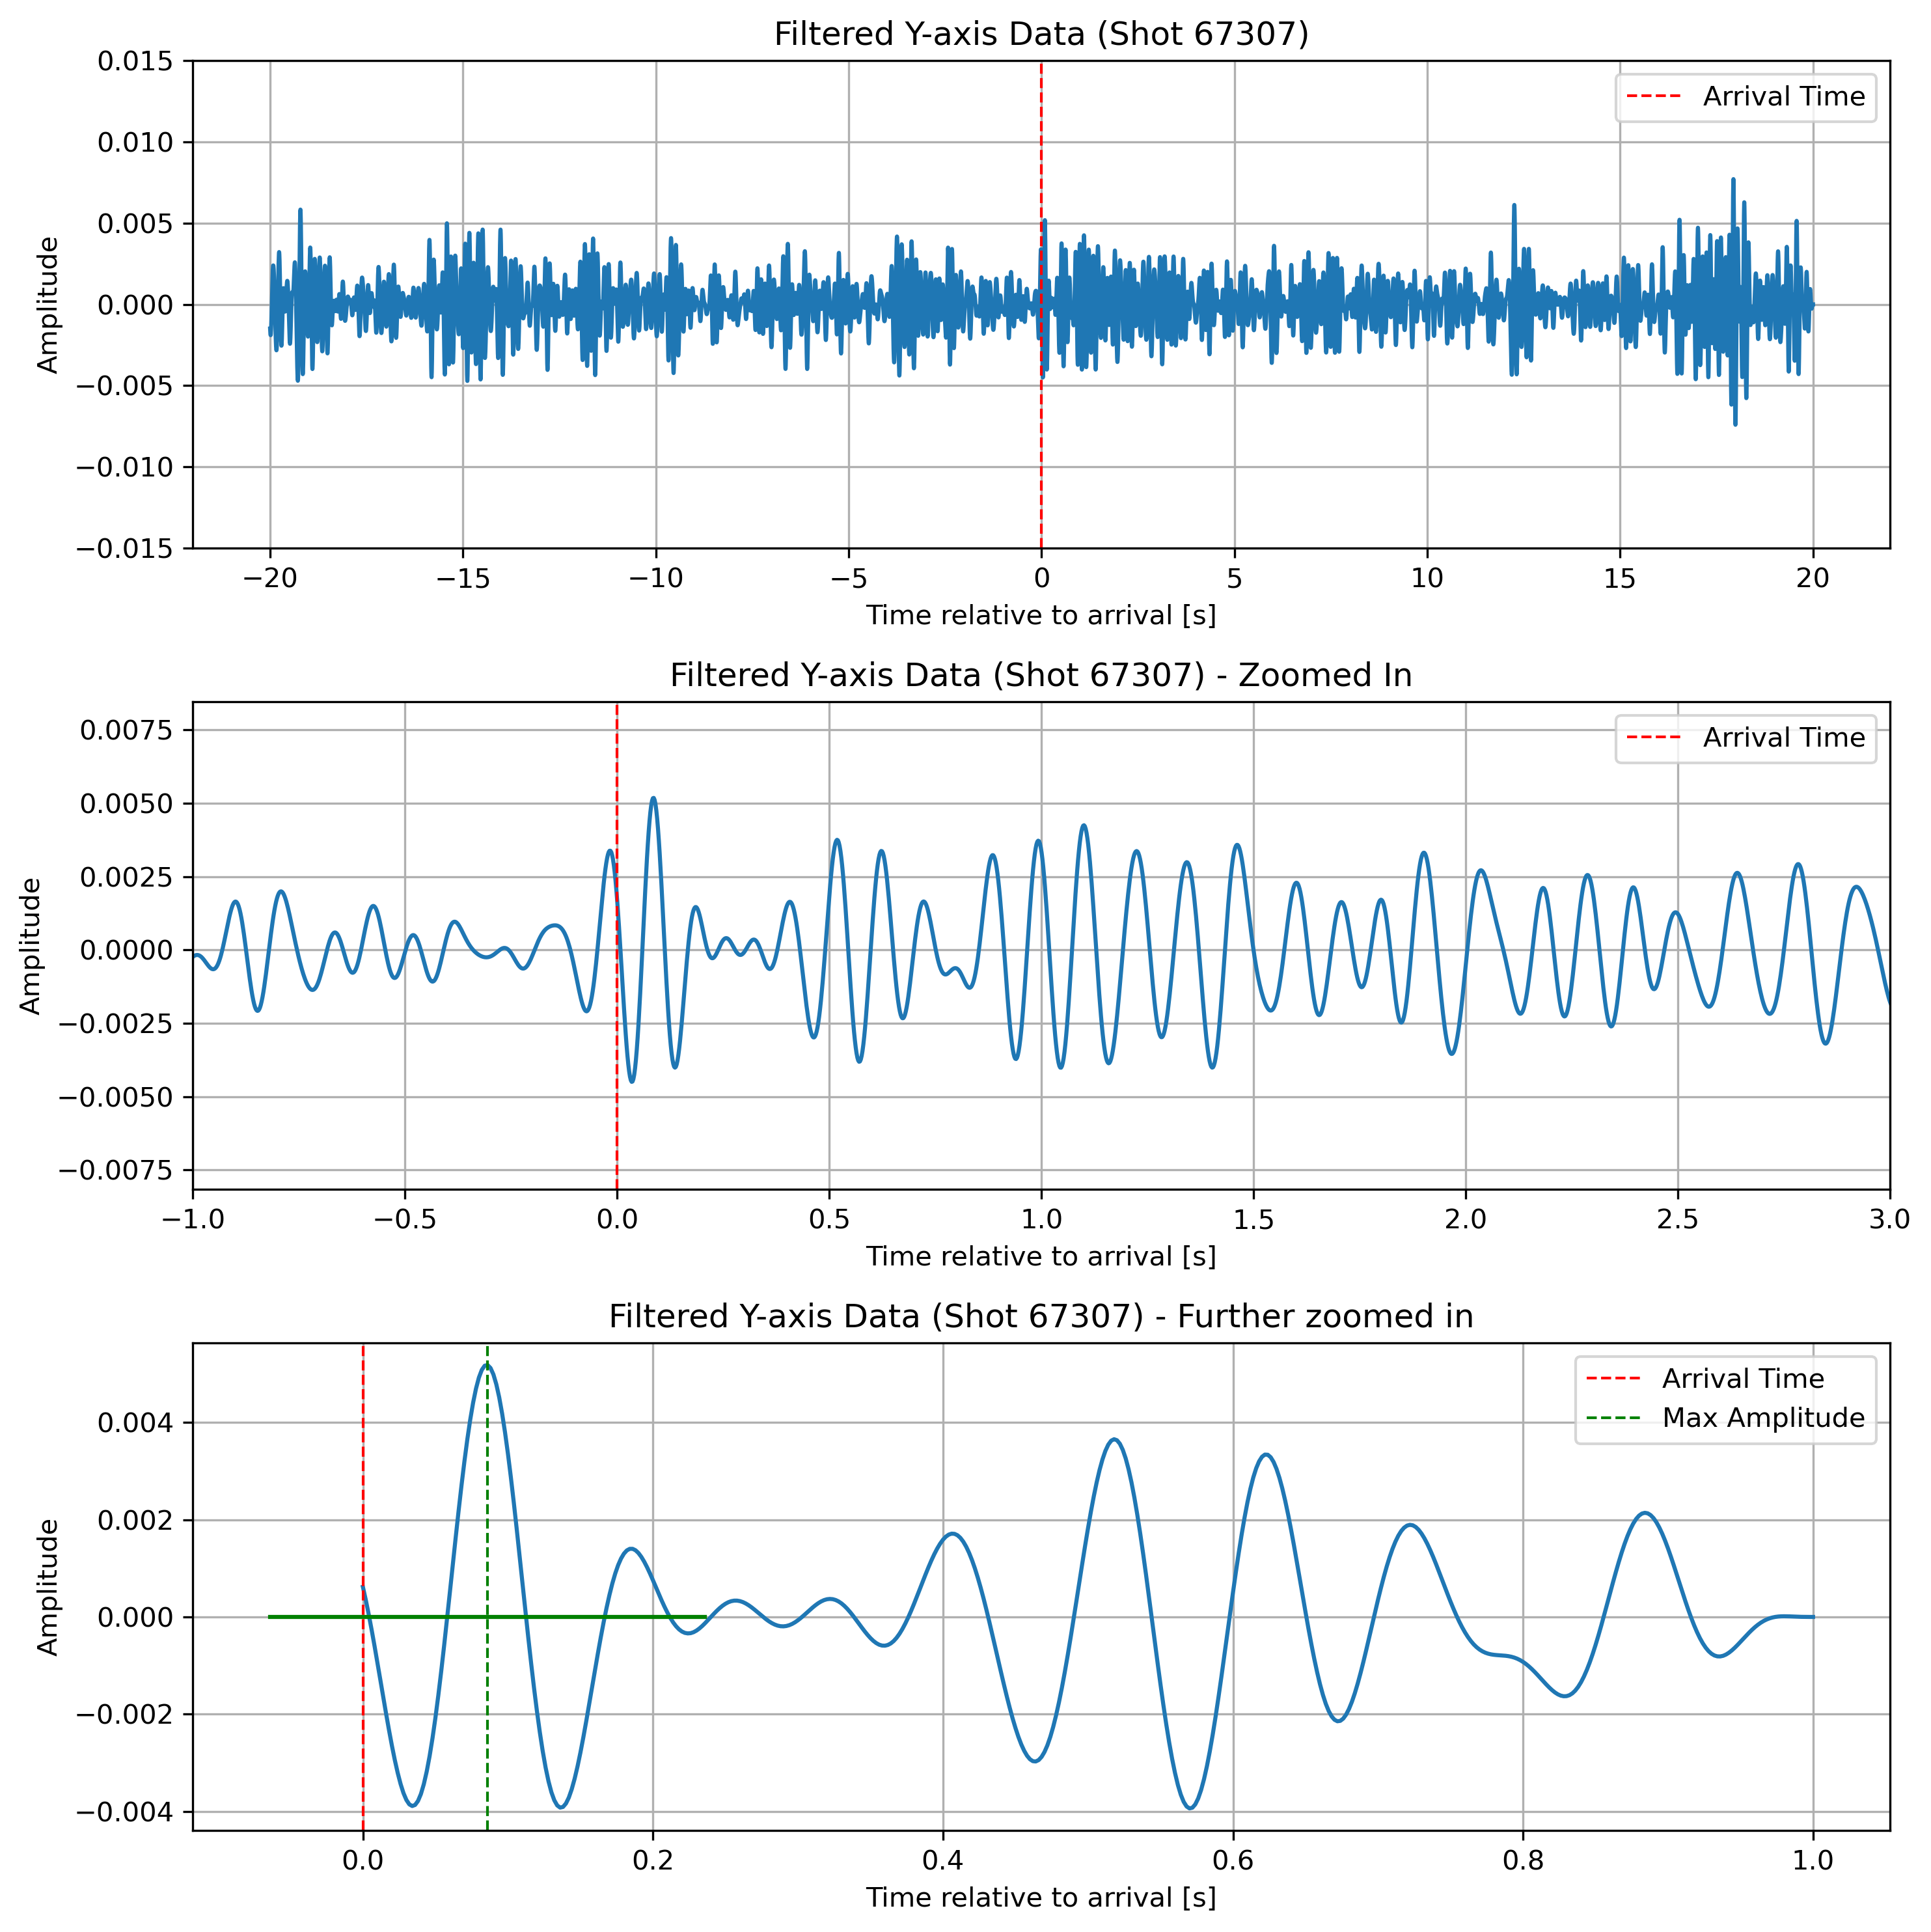 Filtered Y-axis Data (Shot 67307)
Amplitude
0.015
0.010
0.005
0.000
−0.005
−0.010
−0.015
Arrival Time
−20 −15 −10 −5 0 5 10 15 20
Time relative to arrival [s]
Filtered Y-axis Data (Shot 67307) - Zoomed In
Amplitude
0.0075
0.0050
0.0025
0.0000
−0.0025
−0.0050
−0.0075
Arrival Time
−1.0 −0.5 0.0 0.5 1.0 1.5 2.0 2.5 3.0
Time relative to arrival [s]
Filtered Y-axis Data (Shot 67307) - Further zoomed in
Amplitude
0.004
0.002
0.000
−0.002
−0.004
Arrival Time
Max Amplitude
0.0 0.2 0.4 0.6 0.8 1.0
Time relative to arrival [s]